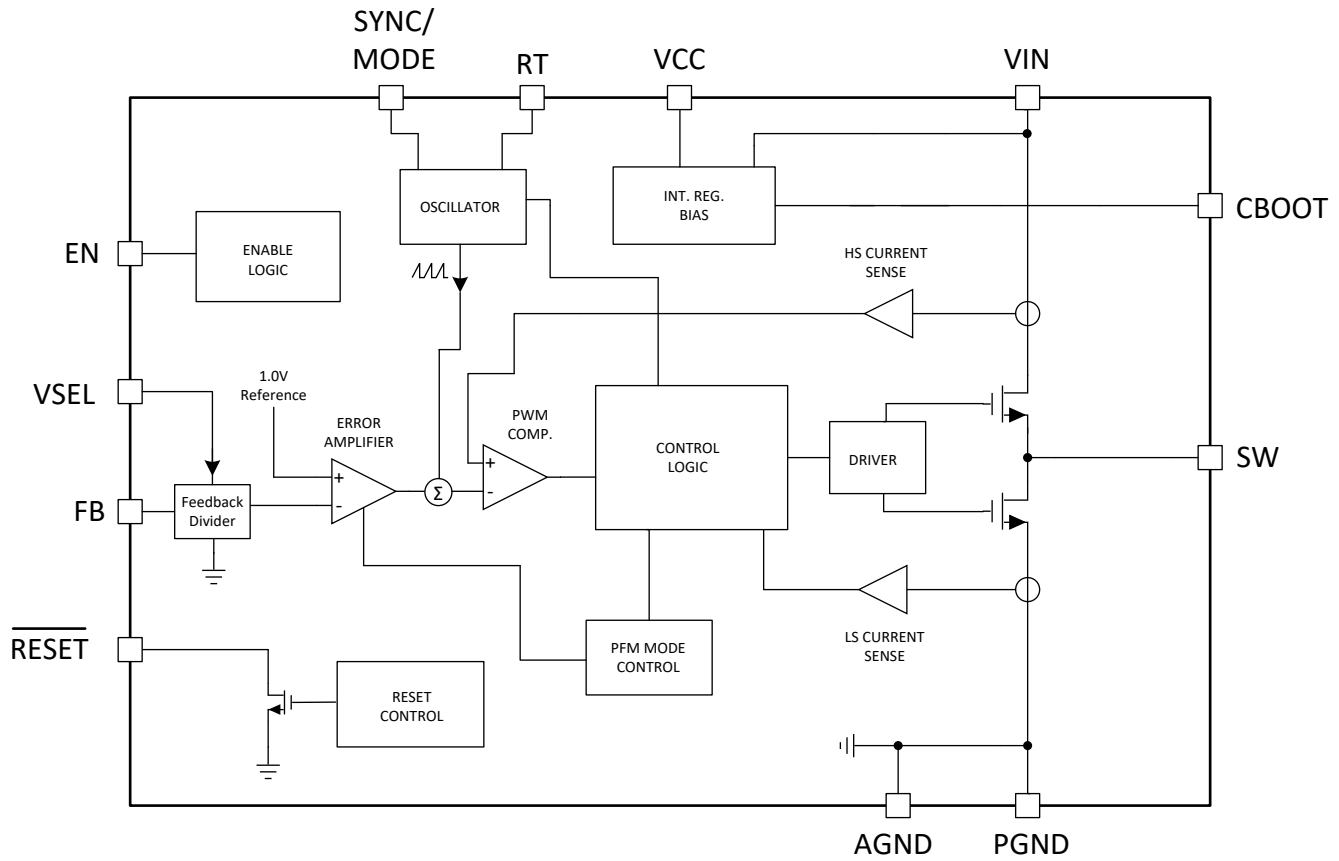 SYNC/
MODE
RT
VCC
VIN
OSCILLATOR
INT. REG.
BIAS
CBOOT
EN
ENABLE
LOGIC
HS CURRENT
SENSE
VSEL
1.0V
Reference
ERROR
AMPLIFIER
PWM
COMP.
CONTROL
LOGIC
DRIVER
SW
+
-
Σ
+
-
FB
Feedback
Divider
RESET
RESET
CONTROL
PFM MODE
CONTROL
LS CURRENT
SENSE
AGND
PGND